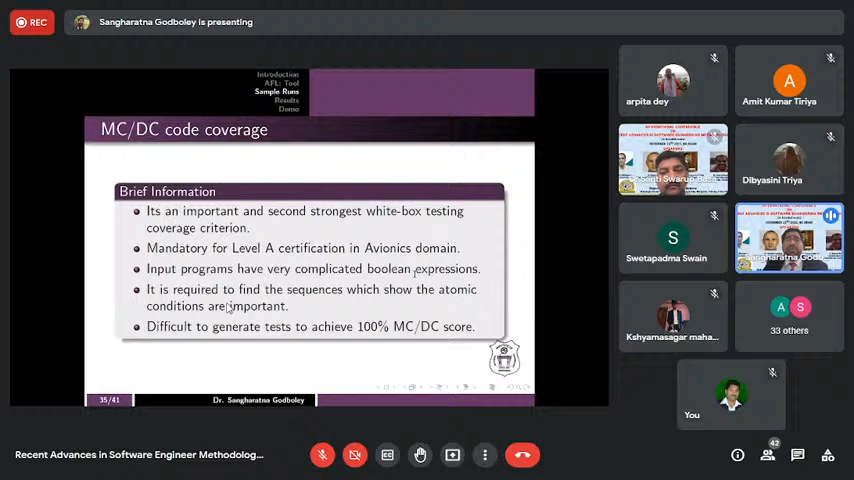 REC
Sangharatna Godboley is presenting
Introduction
AFL: Tool
Sample Runs
Results
Demo
MC/DC code coverage
Brief Information
Its an important and second strongest white-box testing
coverage criterion.
Mandatory for Level A certification in Avionics domain.
Input programs have very complicated boolean expressions.
It is required to find the sequences which show the atomic
conditions are important.
Difficult to generate tests to achieve 100% MC/DC score.
35/41
Dr. Sangharatna Godboley
arpita dey
A
Amit Kumar Tiriya
Dibyasini Triya
S
Swetapadma Swain
Sangharatna Godb
Kshyamasagar maha...
A
S
33 others
You
Recent Advances in Software Engineer Methodolog...
42